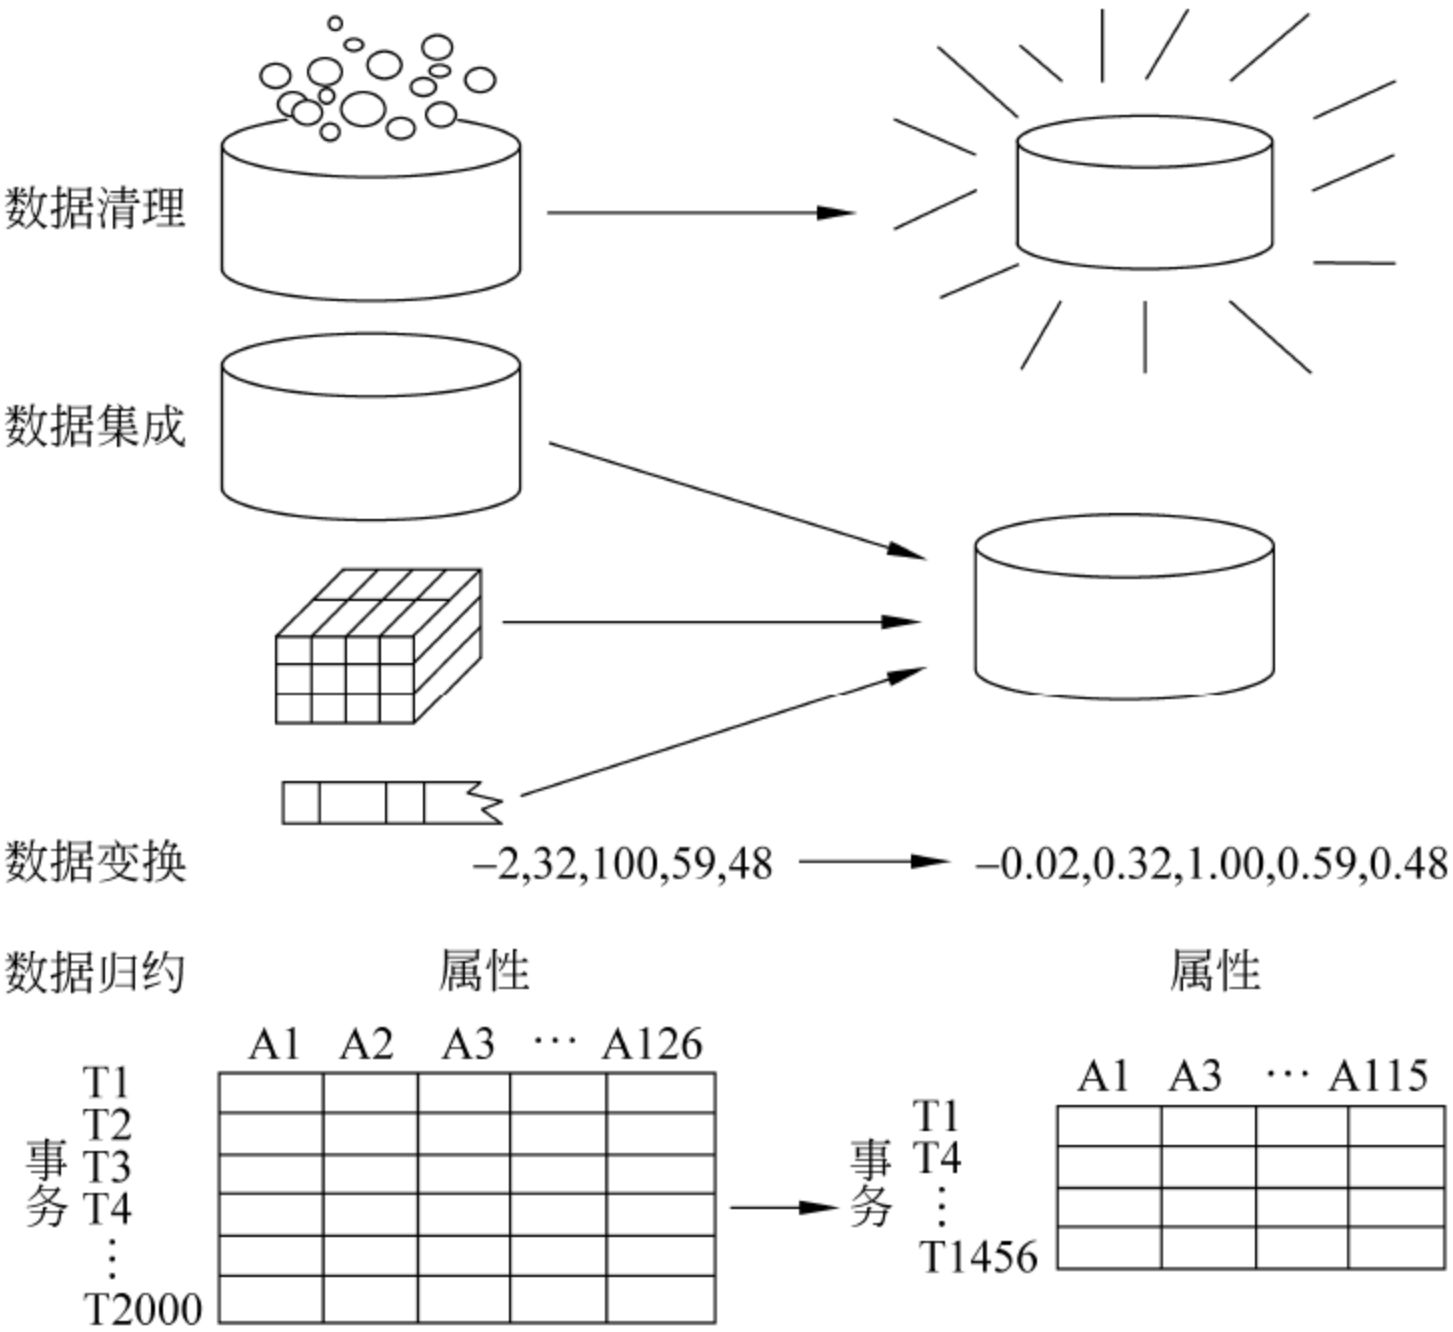 数据清理
数据集成
数据变换
–2,32,100,59,48
–0.02,0.32,1.00,0.59,0.48
数据归约
属性
A1 A2 A3 … A126
事务
T1
T2
T3
T4
⋮
T2000
属性
A1 A3 … A115
事务
T1
T4
⋮
T1456